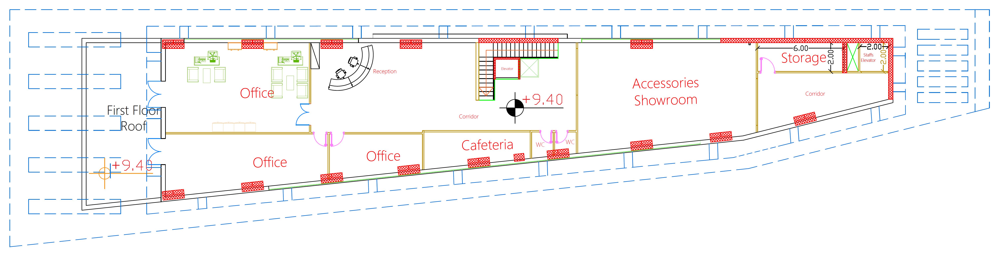 6.00
2.00
2.00
2.00
Storage
Staffs
Elevator
Elevator
Reception
Accessories
Showroom
Office
Corridor
+9.40
First Floor
Roof
Corridor
WC
WC
Cafeteria
Office
Office
+9.40